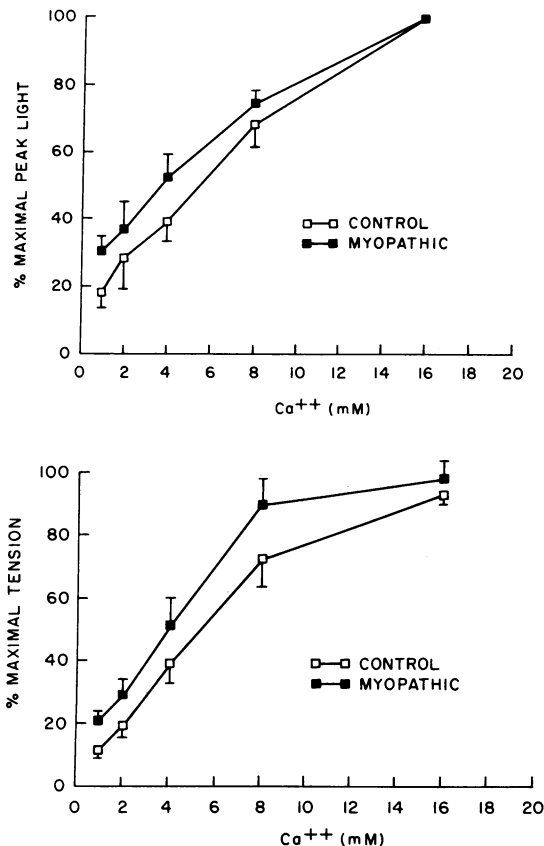 % MAXIMAL PEAK LIGHT
100
80
60
40
20
0
CONTROL
MYOPATHIC
0 2 4 6 8 10 12 14 16 18 20
Ca++ (mM)
% MAXIMAL TENSION
100
80
60
40
20
0
CONTROL
MYOPATHIC
0 2 4 6 8 10 12 14 16 18 20
Ca++ (mM)